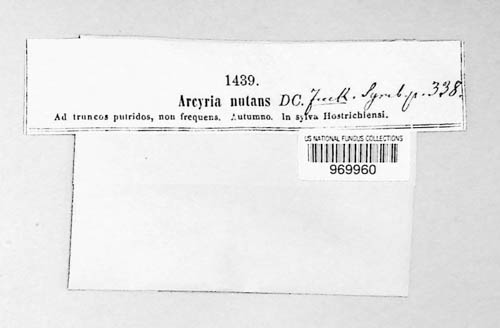 1439.
Arcyria nutans DC. Fuck. Symb. p. 338.
Ad truncos putridos, non frequens. Autumno. In sylva Hostrichiensi.
US NATIONAL FUNGUS COLLECTIONS
969960